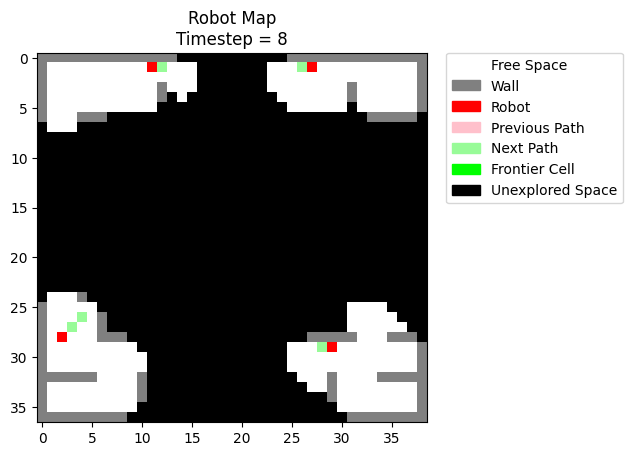 Robot Map
Timestep = 8
Free Space
Wall
Robot
Previous Path
Next Path
Frontier Cell
Unexplored Space
0
5
10
15
20
25
30
35
0
5
10
15
20
25
30
35